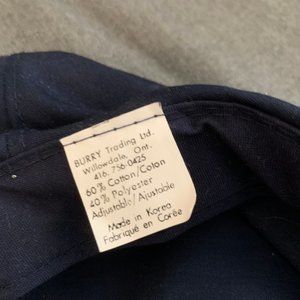 BURRY Trading Ltd.
Willowdale, Ont.
416. 756-0425
60% Cotton/Coton
40% Polyester
Adjustable/Ajustable
Made in Korea
Fabriqué en Corée